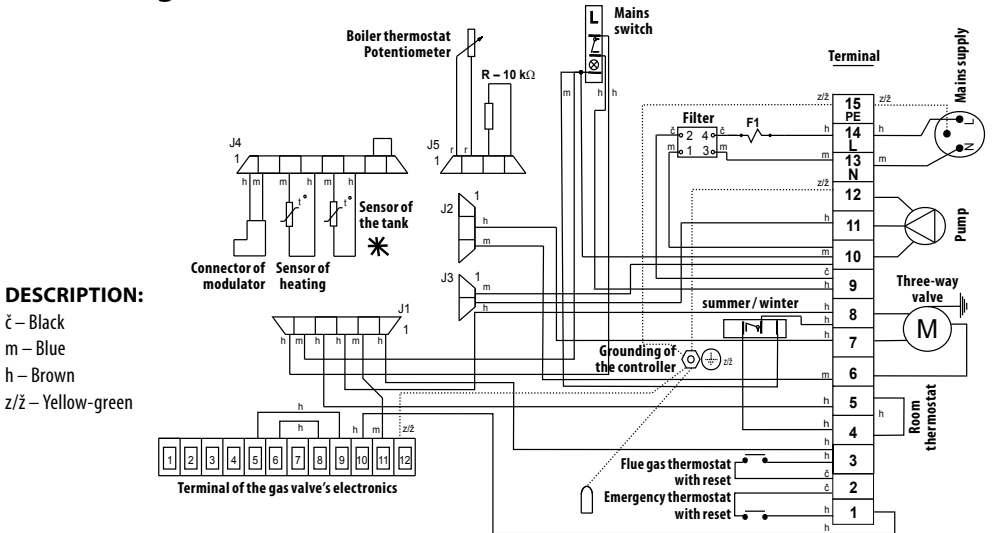 Mains
switch
L
Boiler thermostat
Potentiometer
R – 10 kΩ
Terminal
Mains supply
L
N
J4
1
h m m h m h
t°
t°
Sensor of
the tank
Connector of
modulator
Sensor of
heating
J5
1
r r
m h h
Filter
č 2 4 č
m 1 3 m
F1
J2
1
h
m
J3
1
m
h
J1
1
h m h h m h
z/ž 15 z/ž
PE
h 14 h
L
m 13 m
N
z/ž
12
h
11
m
10
č
h
9
h
8
h
7
m
6
h
5
h
4
h
h
3
č
č
2
h
1
h
Pump
Three-way
valve
M
summer / winter
Grounding of
the controller
z/ž
h
Room
thermostat
Flue gas thermostat
with reset
Emergency thermostat
with reset
DESCRIPTION:
č – Black
m – Blue
h – Brown
z/ž – Yellow-green
h
h
h m z/ž
1 2 3 4 5 6 7 8 9 10 11 12
Terminal of the gas valve's electronics